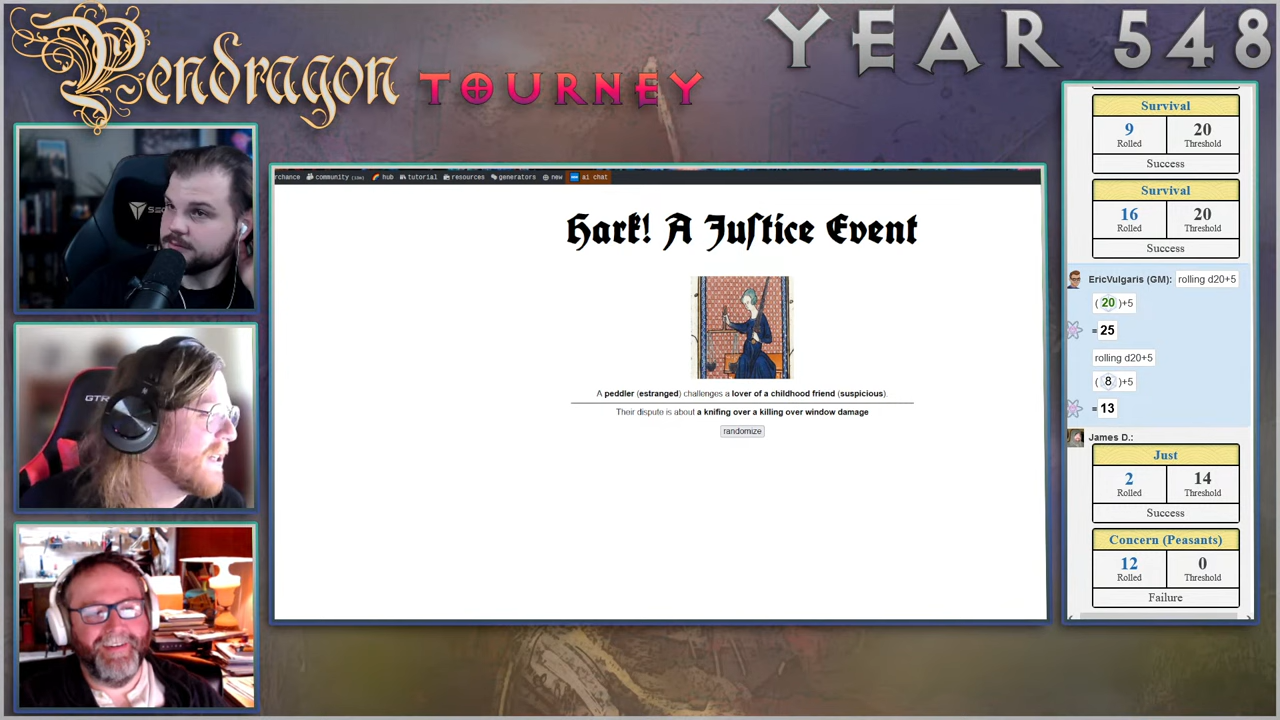 Pendragon TOURNEY
YEAR 548
rchance community hub tutorial resources generators new ai chat
Hark! A Justice Event
A peddler (estranged) challenges a lover of a childhood friend (suspicious).
Their dispute is about a knifing over a killing over window damage
randomize
Survival
9 20
Rolled Threshold
Success
Survival
16 20
Rolled Threshold
Success
EricVulgaris (GM): rolling d20+5
(20)+5
=25
rolling d20+5
(8)+5
=13
James D.:
Just
2 14
Rolled Threshold
Success
Concern (Peasants)
12 0
Rolled Threshold
Failure
GTR